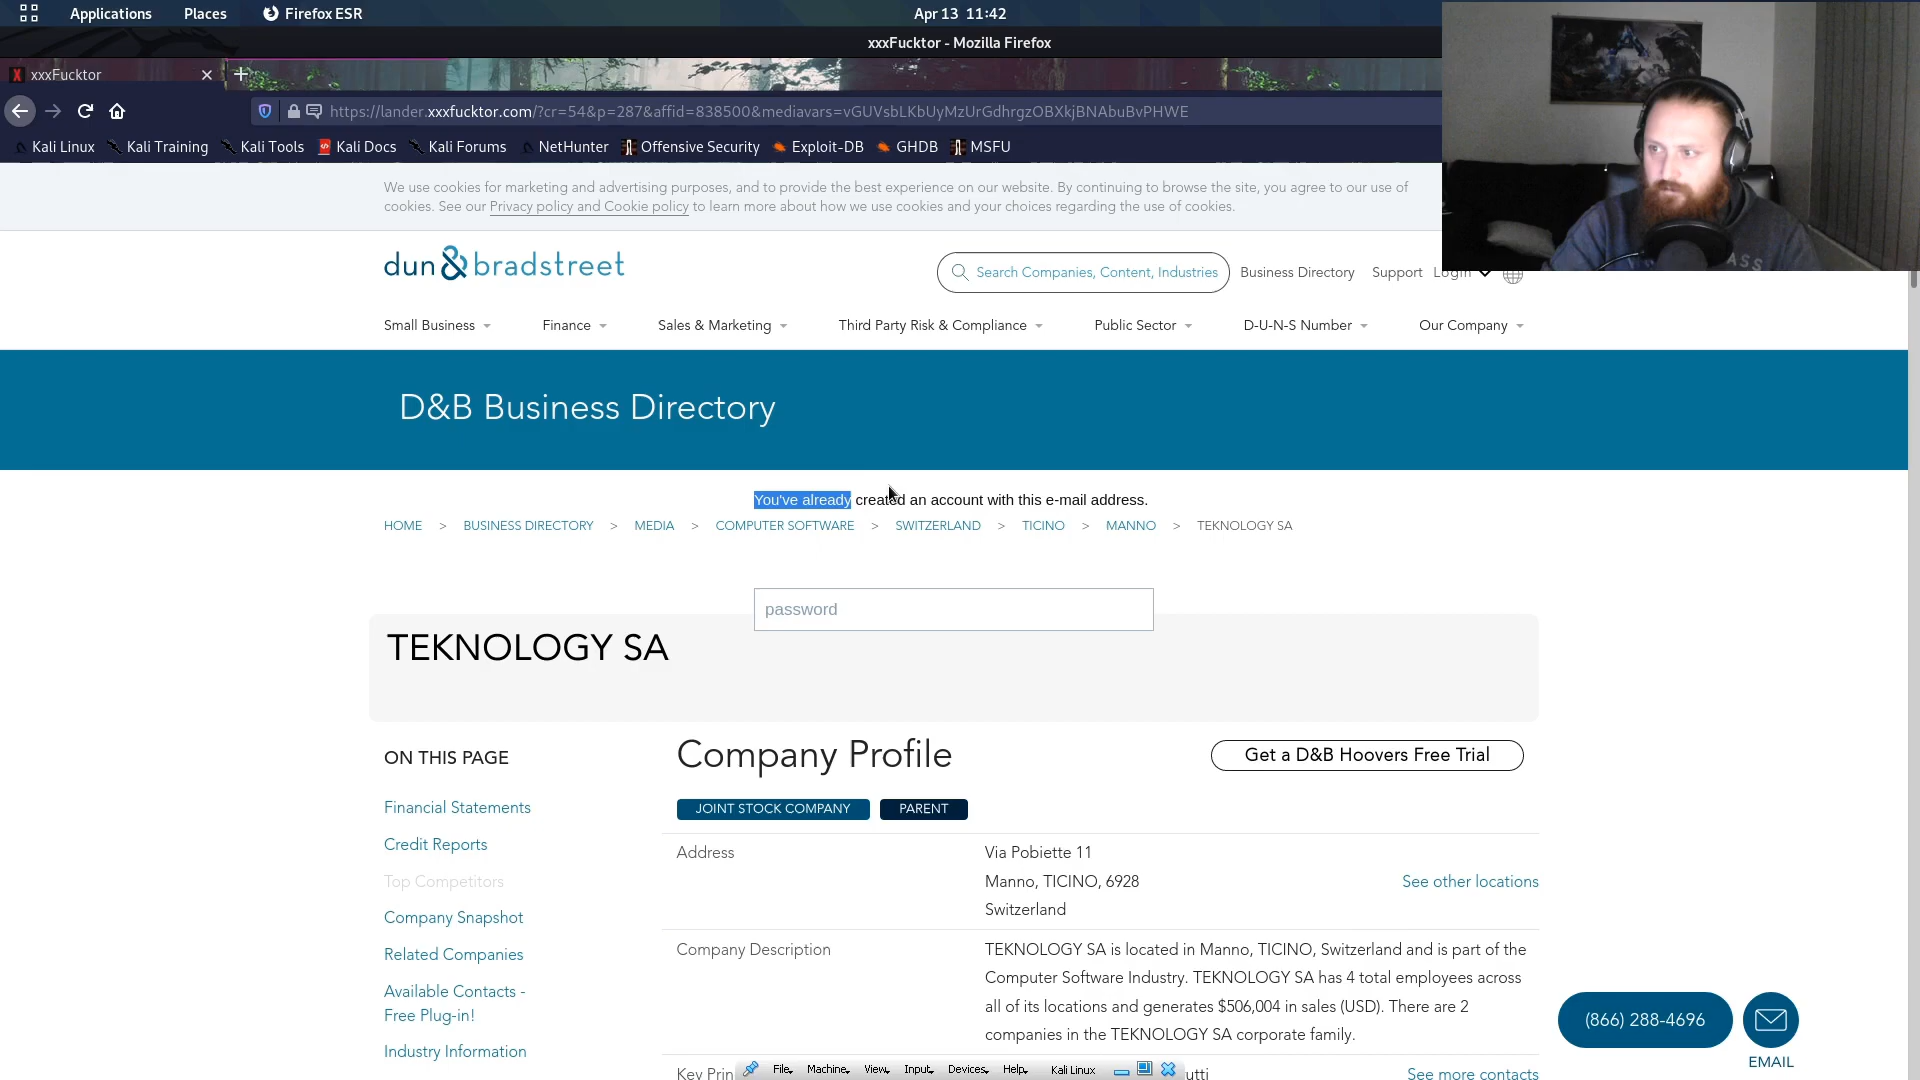 Applications Places Firefox ESR Apr 13 11:42
xxxFucktor - Mozilla Firefox
xxxFucktor
https://lander.xxxfucktor.com/?cr=54&p=287&affid=838500&mediavars=vGUVsbLKbUyMzUrGdhrgzOBXkjBNAbuBvPHWE
Kali Linux Kali Training Kali Tools Kali Docs Kali Forums NetHunter Offensive Security Exploit-DB GHDB MSFU
We use cookies for marketing and advertising purposes, and to provide the best experience on our website. By continuing to browse the site, you agree to our use of
cookies. See our Privacy policy and Cookie policy to learn more about how we use cookies and your choices regarding the use of cookies.
dun & bradstreet
Search Companies, Content, Industries Business Directory Support Login
Small Business Finance Sales & Marketing Third Party Risk & Compliance Public Sector D-U-N-S Number Our Company
D&B Business Directory
You've already created an account with this e-mail address.
HOME > BUSINESS DIRECTORY > MEDIA > COMPUTER SOFTWARE > SWITZERLAND > TICINO > MANNO > TEKNOLOGY SA
password
TEKNOLOGY SA
ON THIS PAGE
Financial Statements
Credit Reports
Top Competitors
Company Snapshot
Related Companies
Available Contacts -
Free Plug-in!
Industry Information
Company Profile
Get a D&B Hoovers Free Trial
JOINT STOCK COMPANY PARENT
Address
Via Pobiette 11
Manno, TICINO, 6928
Switzerland
See other locations
Company Description
TEKNOLOGY SA is located in Manno, TICINO, Switzerland and is part of the
Computer Software Industry. TEKNOLOGY SA has 4 total employees across
all of its locations and generates $506,004 in sales (USD). There are 2
companies in the TEKNOLOGY SA corporate family.
Key Prin
utti
See more contacts
(866) 288-4696
EMAIL
File Machine View Input Devices Help Kali Linux